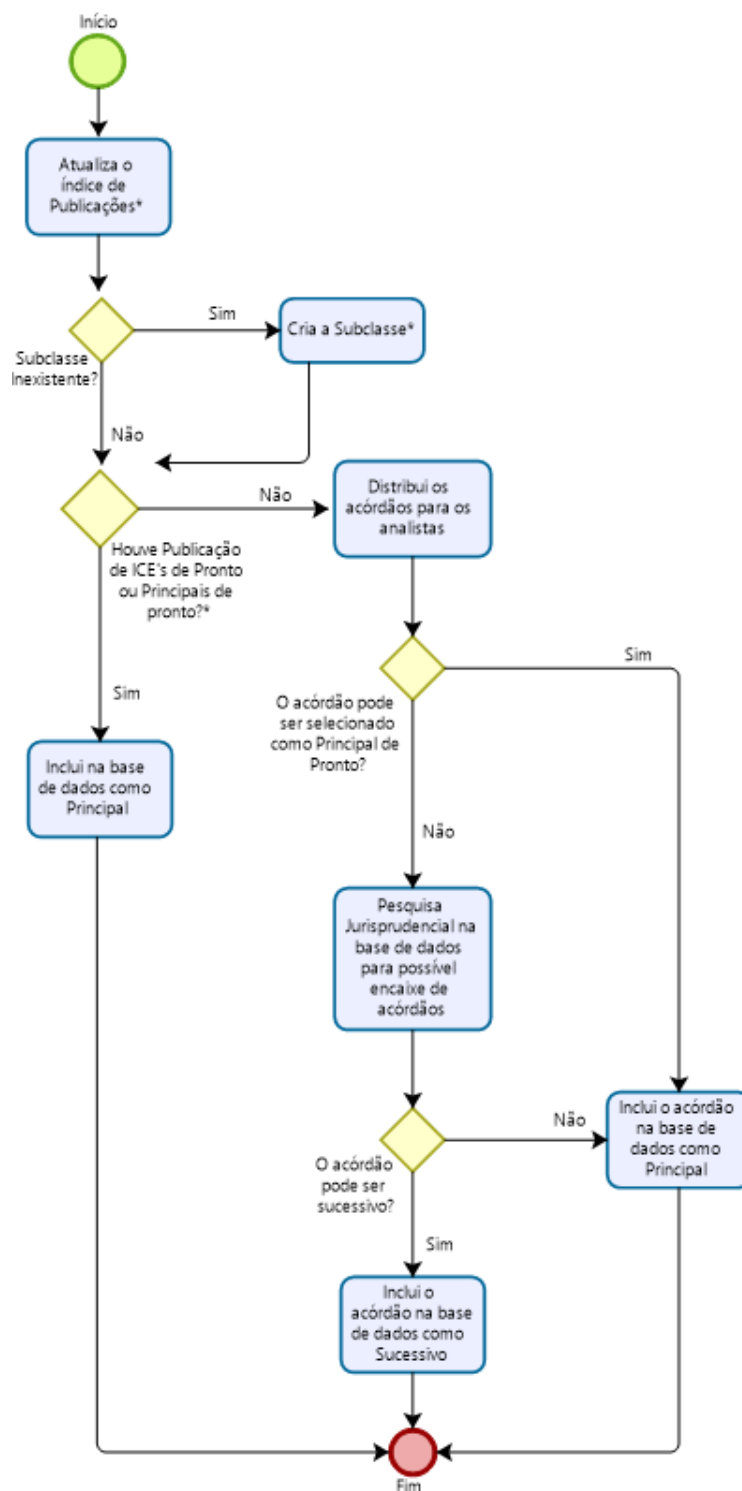 Início
Atualiza o
índice de
Publicações*
Sim
Cria a Subclasse*
Subclasse
Inexistente?
Não
Não
Distribui os
acórdãos para os
analistas
Houve Publicação
de ICE's de Pronto
ou Principais de
pronto?*
Sim
Sim
O acórdão pode
ser selecionado
como Principal de
Pronto?
Inclui na base
de dados como
Principal
Não
Pesquisa
Jurisprudencial na
base de dados
para possível
encaixe de
acórdãos
Não
Inclui o acórdão
na base de
dados como
Principal
O acórdão
pode ser
sucessivo?
Sim
Inclui o
acórdão na base
de dados como
Sucessivo
Fim